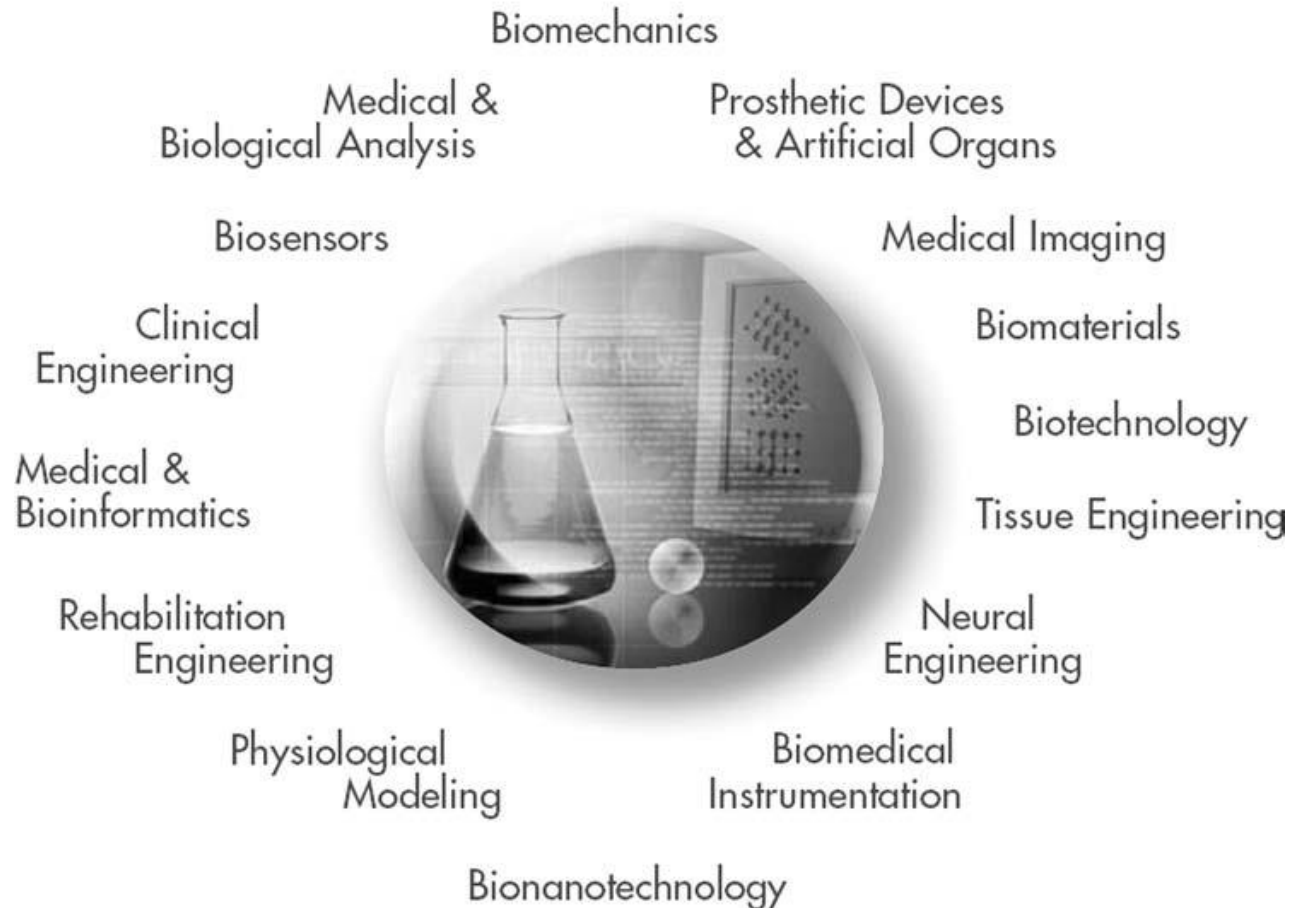 Biomechanics
Medical &
Biological Analysis
Prosthetic Devices
& Artificial Organs
Biosensors
Medical Imaging
Clinical
Engineering
Biomaterials
Biotechnology
Medical &
Bioinformatics
Tissue Engineering
Rehabilitation
Engineering
Neural
Engineering
Physiological
Modeling
Biomedical
Instrumentation
Bionanotechnology